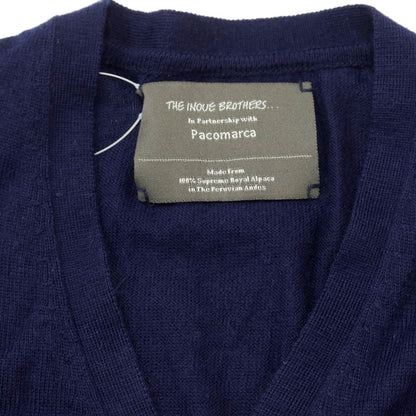 THE INOUE BROTHERS...
In Partnership with
Pacomarca
Made from
100% Supreme Royal Alpaca
in The Peruvian Andes